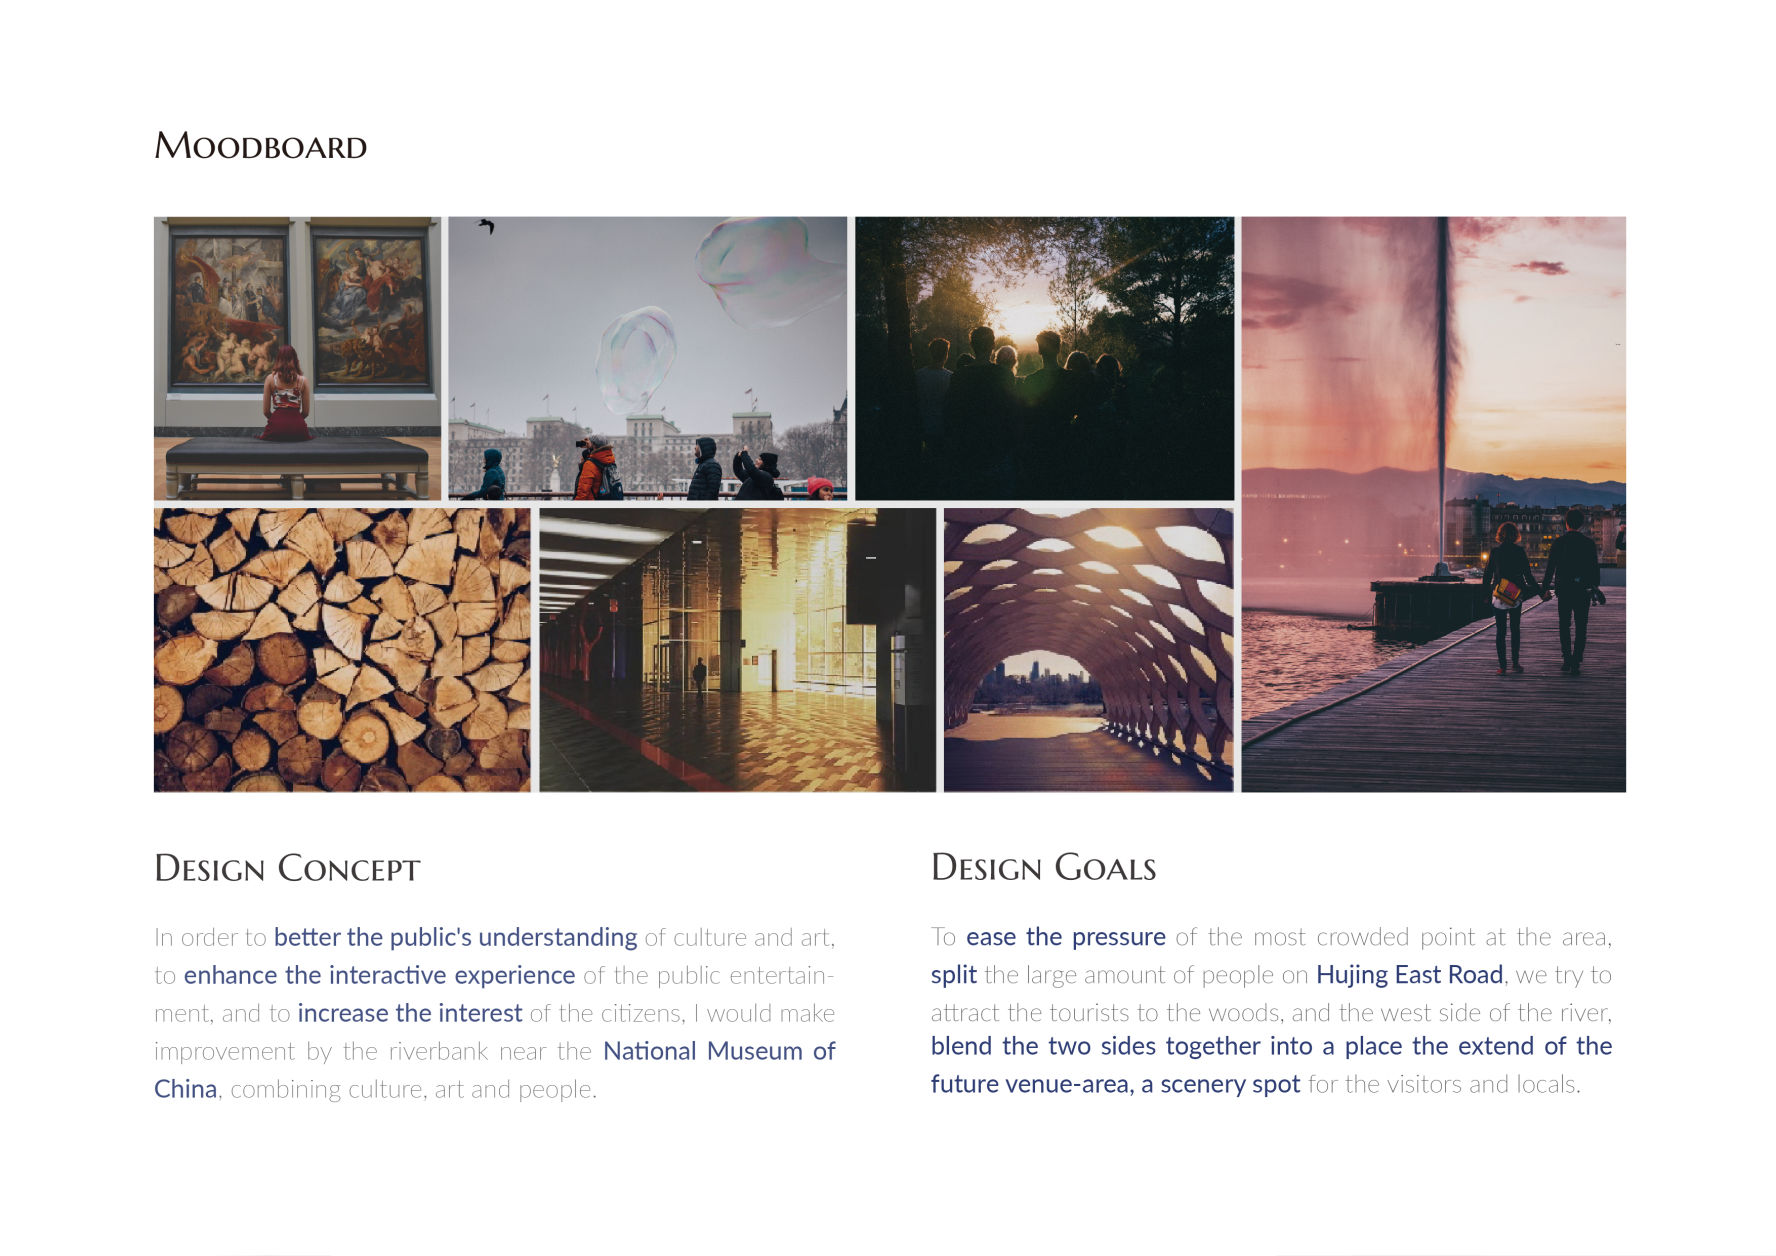 Moodboard
Design Concept
In order to better the public's understanding of culture and art,
to enhance the interactive experience of the public entertain-
ment, and to increase the interest of the citizens, I would make
improvement by the riverbank near the National Museum of
China, combining culture, art and people.
Design Goals
To ease the pressure of the most crowded point at the area,
split the large amount of people on Hujing East Road, we try to
attract the tourists to the woods, and the west side of the river,
blend the two sides together into a place the extend of the
future venue-area, a scenery spot for the visitors and locals.